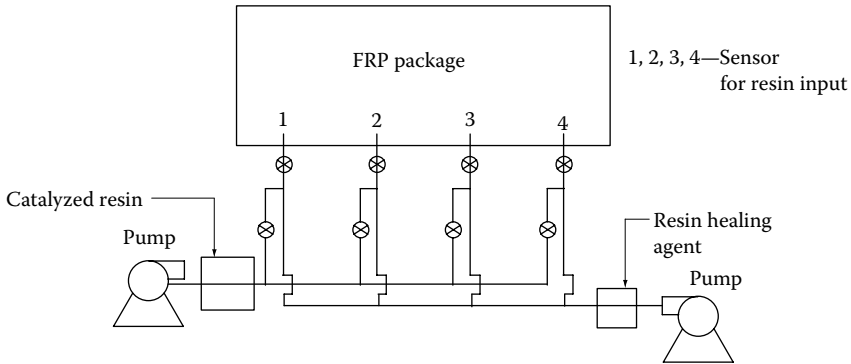 FRP package
1, 2, 3, 4—Sensor
for resin input
1
2
3
4
Catalyzed resin
Pump
Resin healing
agent
Pump